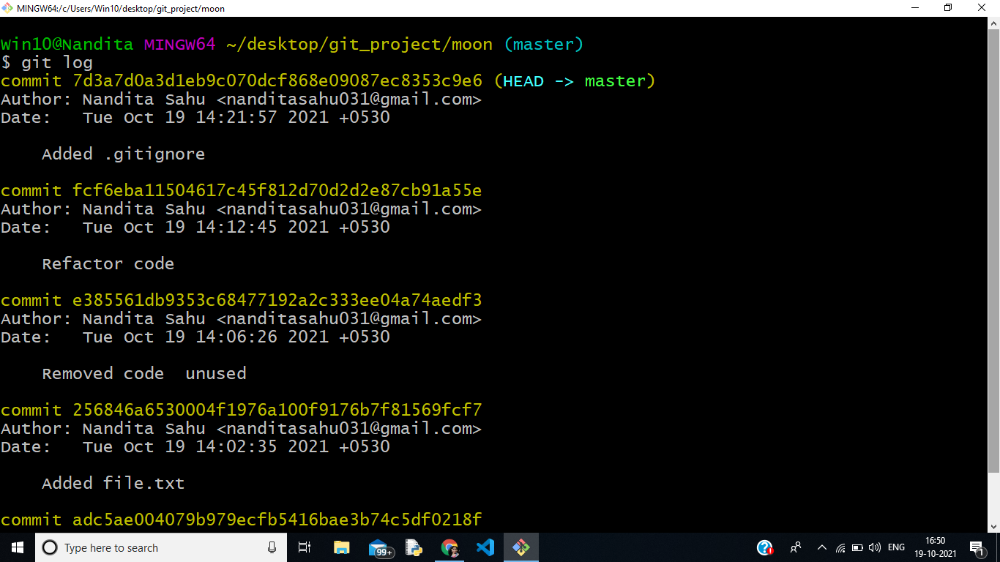 MINGW64:/c/Users/Win10/desktop/git_project/moon
Win10@Nandita MINGW64 ~/desktop/git_project/moon (master)
$ git log
commit 7d3a7d0a3d1eb9c070dcf868e09087ec8353c9e6 (HEAD -> master)
Author: Nandita Sahu <nanditasahu031@gmail.com>
Date:   Tue Oct 19 14:21:57 2021 +0530
    Added .gitignore
commit fcf6eba11504617c45f812d70d2d2e87cb91a55e
Author: Nandita Sahu <nanditasahu031@gmail.com>
Date:   Tue Oct 19 14:12:45 2021 +0530
    Refactor code
commit e385561db9353c68477192a2c333ee04a74aedf3
Author: Nandita Sahu <nanditasahu031@gmail.com>
Date:   Tue Oct 19 14:06:26 2021 +0530
    Removed code  unused
commit 256846a6530004f1976a100f9176b7f81569fcf7
Author: Nandita Sahu <nanditasahu031@gmail.com>
Date:   Tue Oct 19 14:02:35 2021 +0530
    Added file.txt
commit adc5ae004079b979ecfb5416bae3b74c5df0218f
Type here to search
99+
ENG
16:50
19-10-2021
1